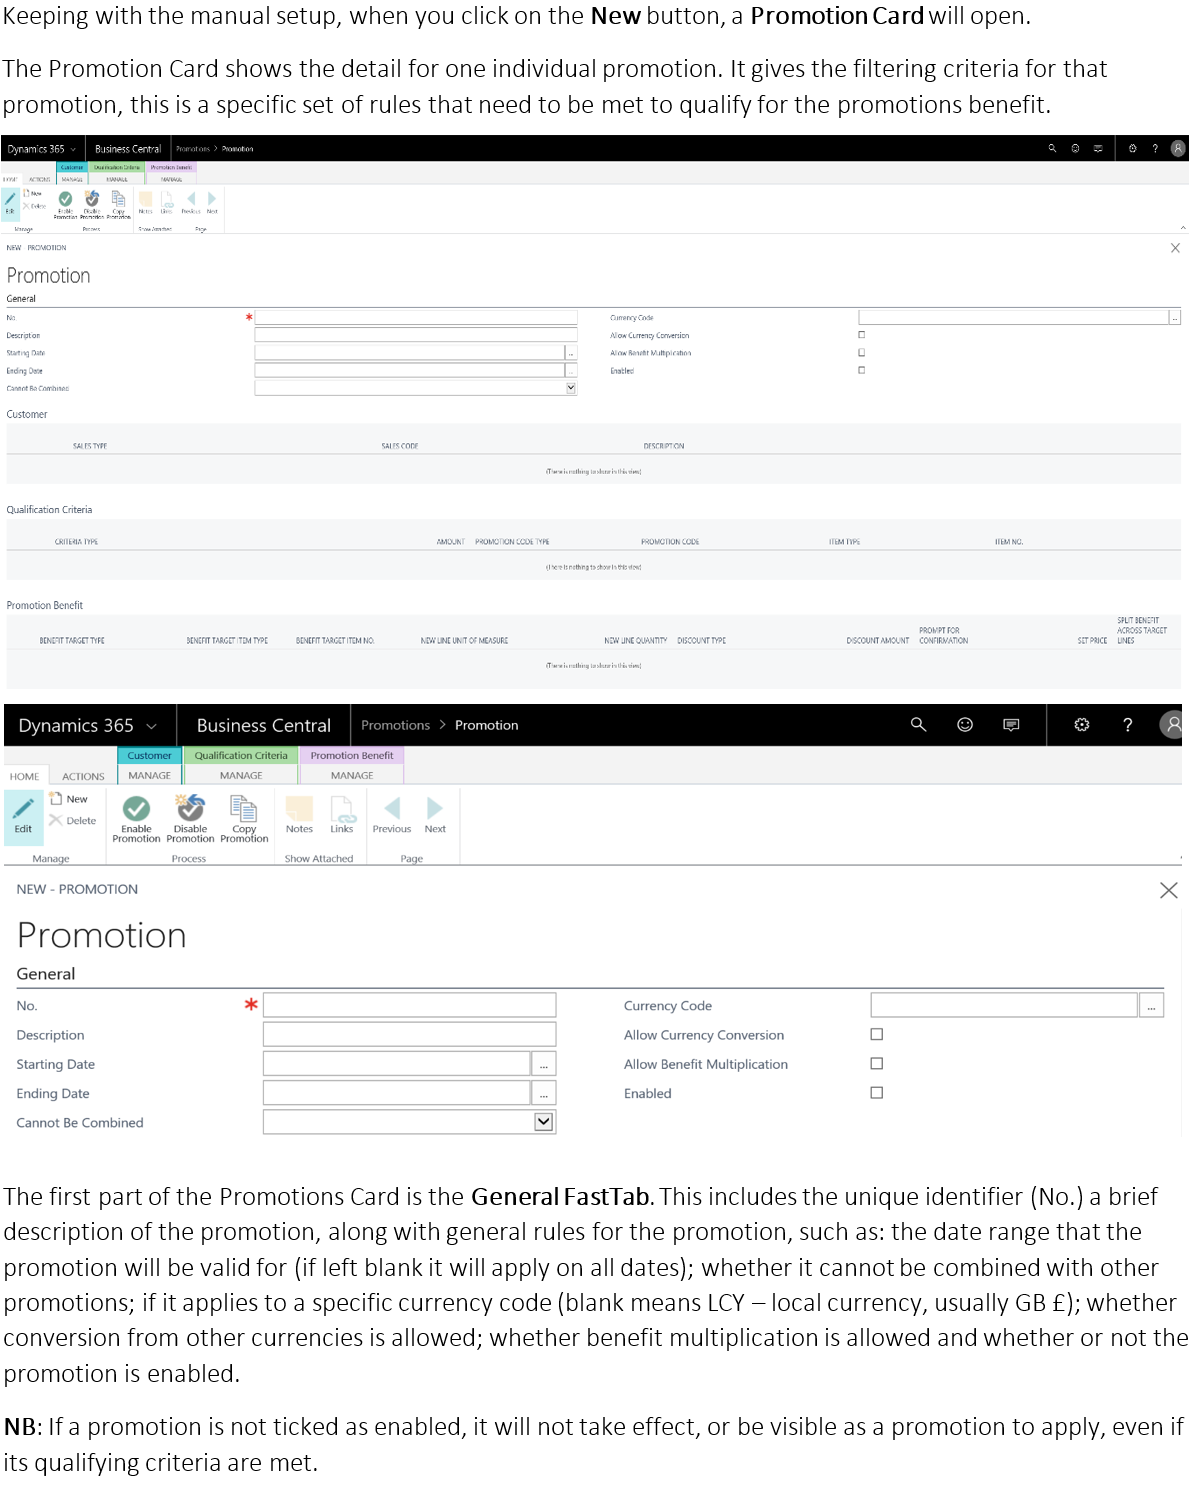 Keeping with the manual setup, when you click on the New button, a Promotion Card will open.
The Promotion Card shows the detail for one individual promotion. It gives the filtering criteria for that
promotion, this is a specific set of rules that need to be met to qualify for the promotions benefit.
Dynamics 365 Business Central Promotions > Promotion ?
Customer Qualification Criteria Promotion Benefit
HOME ACTIONS MANAGE MANAGE MANAGE
New
Delete
Edit Enable Promotion Disable Promotion Copy Promotion Notes Links Previous Next
Manage Process Show Attached Page
NEW - PROMOTION
Promotion
General
No. * Currency Code ...
Description Allow Currency Conversion
Starting Date ... Allow Benefit Multiplication
Ending Date ... Enabled
Cannot Be Combined
Customer
SALES TYPE SALES CODE DESCRIPTION
(There is nothing to show in this view)
Qualification Criteria
CRITERIA TYPE AMOUNT PROMOTION CODE TYPE PROMOTION CODE ITEM TYPE ITEM NO.
(There is nothing to show in this view)
Promotion Benefit
BENEFIT TARGET TYPE BENEFIT TARGET ITEM TYPE BENEFIT TARGET ITEM NO. NEW LINE UNIT OF MEASURE NEW LINE QUANTITY DISCOUNT TYPE DISCOUNT AMOUNT PROMPT FOR CONFIRMATION SET PRICE SPLIT BENEFIT ACROSS TARGET LINES
(There is nothing to show in this view)
Dynamics 365 Business Central Promotions > Promotion ?
Customer Qualification Criteria Promotion Benefit
HOME ACTIONS MANAGE MANAGE MANAGE
New
Delete
Edit Enable Promotion Disable Promotion Copy Promotion Notes Links Previous Next
Manage Process Show Attached Page
NEW - PROMOTION
Promotion
General
No. * Currency Code ...
Description Allow Currency Conversion
Starting Date ... Allow Benefit Multiplication
Ending Date ... Enabled
Cannot Be Combined
The first part of the Promotions Card is the General FastTab. This includes the unique identifier (No.) a brief
description of the promotion, along with general rules for the promotion, such as: the date range that the
promotion will be valid for (if left blank it will apply on all dates); whether it cannot be combined with other
promotions; if it applies to a specific currency code (blank means LCY – local currency, usually GB £); whether
conversion from other currencies is allowed; whether benefit multiplication is allowed and whether or not the
promotion is enabled.
NB: If a promotion is not ticked as enabled, it will not take effect, or be visible as a promotion to apply, even if
its qualifying criteria are met.